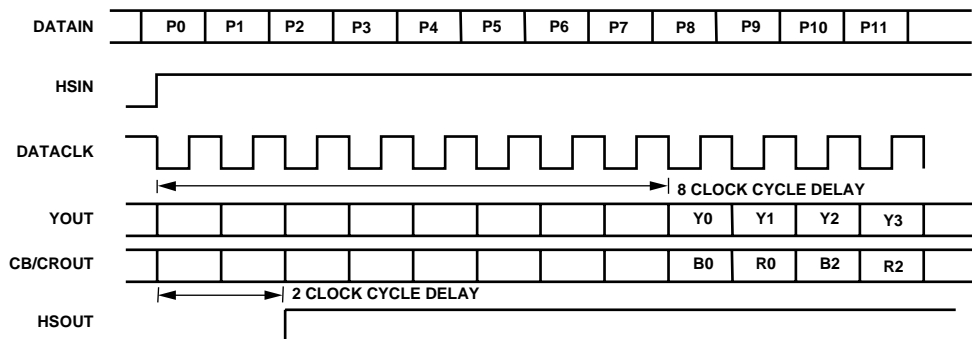 DATAIN P0 P1 P2 P3 P4 P5 P6 P7 P8 P9 P10 P11
HSIN
DATACLK
8 CLOCK CYCLE DELAY
YOUT Y0 Y1 Y2 Y3
CB/CROUT B0 R0 B2 R2
2 CLOCK CYCLE DELAY
HSOUT